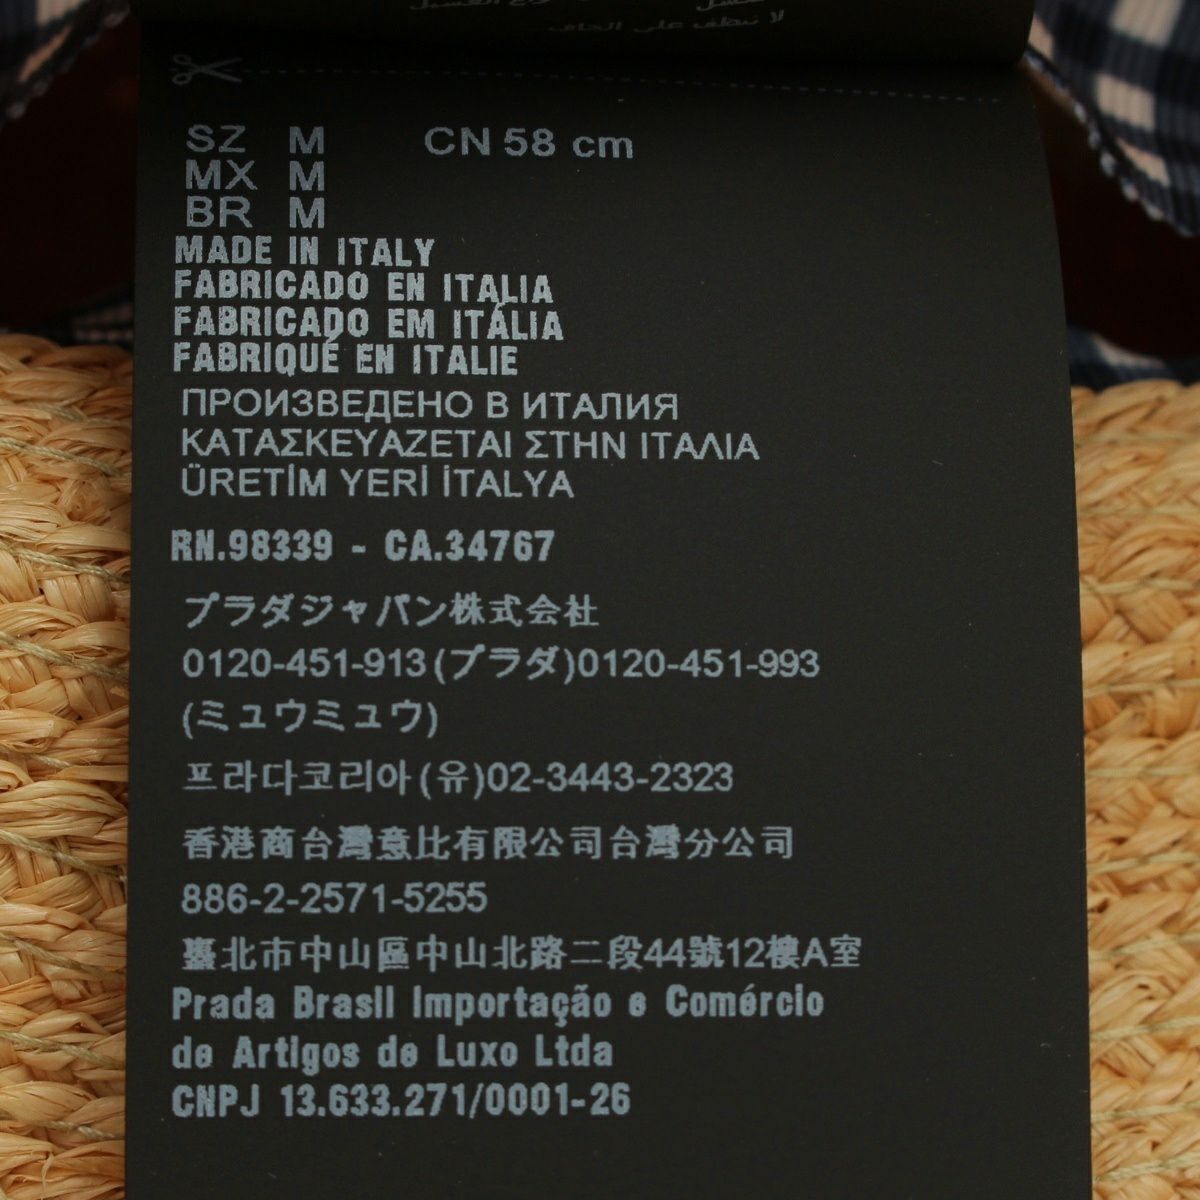 لا تنظف على الجاف
SZ M CN 58 cm
MX M
BR M
MADE IN ITALY
FABRICADO EN ITALIA
FABRICADO EM ITÁLIA
FABRIQUÉ EN ITALIE
ПРОИЗВЕДЕНО В ИТАЛИЯ
ΚΑΤΑΣΚΕΥΑΖΕΤΑΙ ΣΤΗΝ ΙΤΑΛΙΑ
ÜRETİM YERİ İTALYA
RN.98339 - CA.34767
プラダジャパン株式会社
0120-451-913(プラダ)0120-451-993
(ミュウミュウ)
프라다코리아(유)02-3443-2323
香港商台灣意比有限公司台灣分公司
886-2-2571-5255
臺北市中山區中山北路二段44號12樓A室
Prada Brasil Importação e Comércio
de Artigos de Luxo Ltda
CNPJ 13.633.271/0001-26